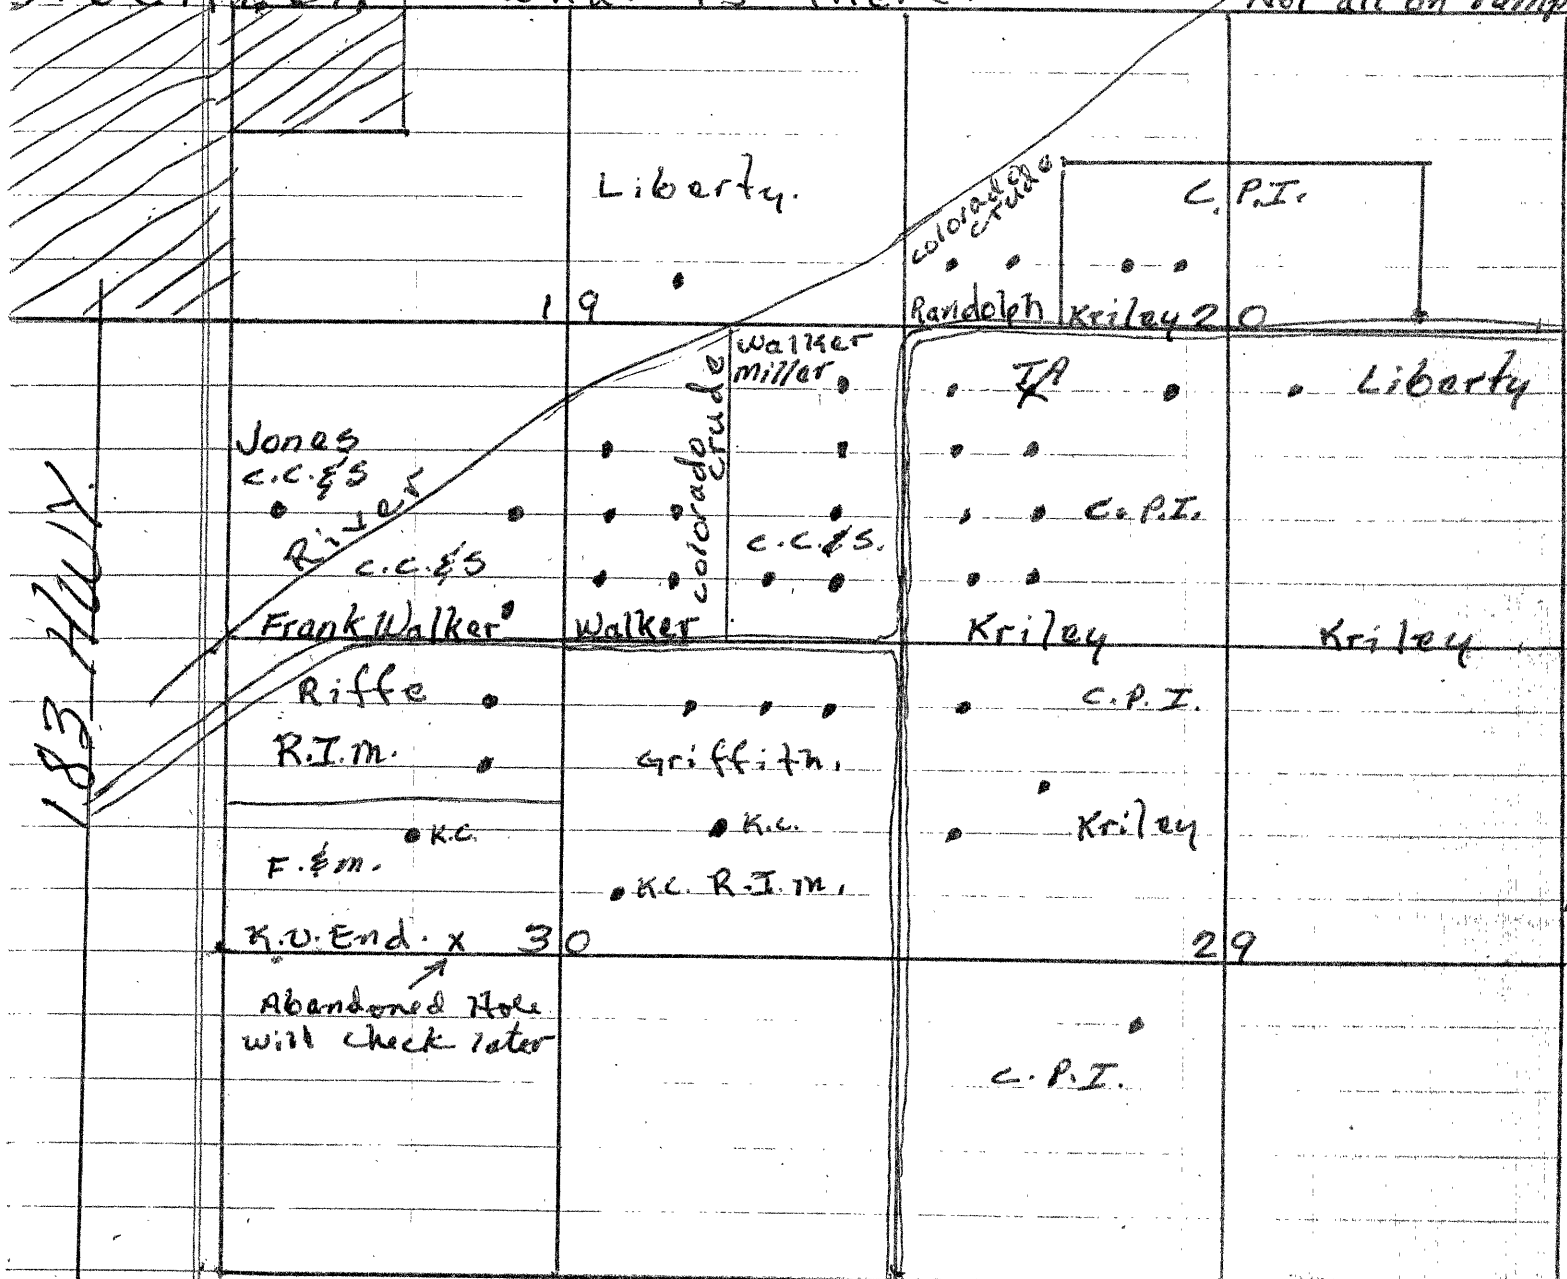 Not all on
Liberty.
colorado
crude
C. P.I.
19
Randolph
Kriley 20
Walker
Miller
colorado
crude
TA
Liberty
Jones
C.C.&S
River
C.C.&S
C.C.&S.
C.P.I.
183 HWY.
Frank Walker
Walker
Kriley
Kriley
Riffe
C.P.I.
R.I.M.
Griffith.
K.C.
K.C.
Kriley
F.&M.
K.C. R.I.M.
K.U.End. x
30
29
Abandoned Hole
will check later
C.P.I.